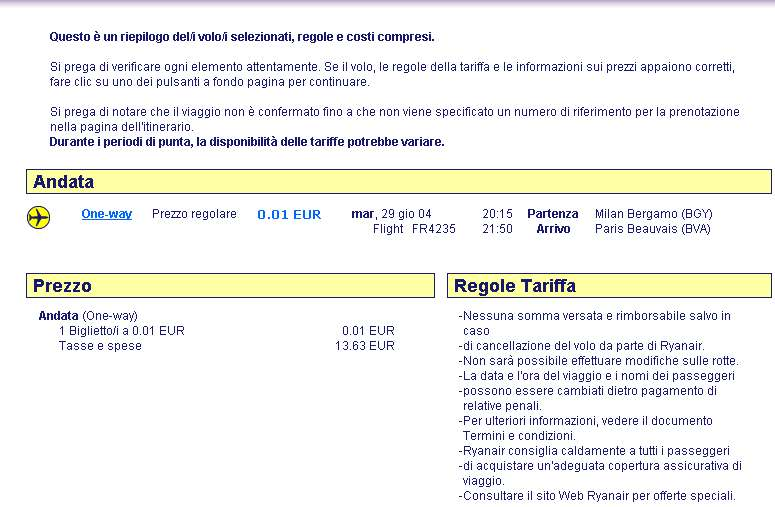 Questo è un riepilogo del/i volo/i selezionati, regole e costi compresi.
Si prega di verificare ogni elemento attentamente. Se il volo, le regole della tariffa e le informazioni sui prezzi appaiono corretti,
fare clic su uno dei pulsanti a fondo pagina per continuare.
Si prega di notare che il viaggio non è confermato fino a che non viene specificato un numero di riferimento per la prenotazione
nella pagina dell'itinerario.
Durante i periodi di punta, la disponibilità delle tariffe potrebbe variare.
Andata
One-way Prezzo regolare 0.01 EUR mar, 29 gio 04 20:15 Partenza Milan Bergamo (BGY)
Flight FR4235 21:50 Arrivo Paris Beauvais (BVA)
Prezzo
Andata (One-way)
1 Biglietto/i a 0.01 EUR 0.01 EUR
Tasse e spese 13.63 EUR
Regole Tariffa
-Nessuna somma versata e rimborsabile salvo in
caso
-di cancellazione del volo da parte di Ryanair.
-Non sarà possibile effettuare modifiche sulle rotte.
-La data e l'ora del viaggio e i nomi dei passeggeri
-possono essere cambiati dietro pagamento di
relative penali.
-Per ulteriori informazioni, vedere il documento
Termini e condizioni.
-Ryanair consiglia caldamente a tutti i passeggeri
-di acquistare un'adeguata copertura assicurativa di
viaggio.
-Consultare il sito Web Ryanair per offerte speciali.